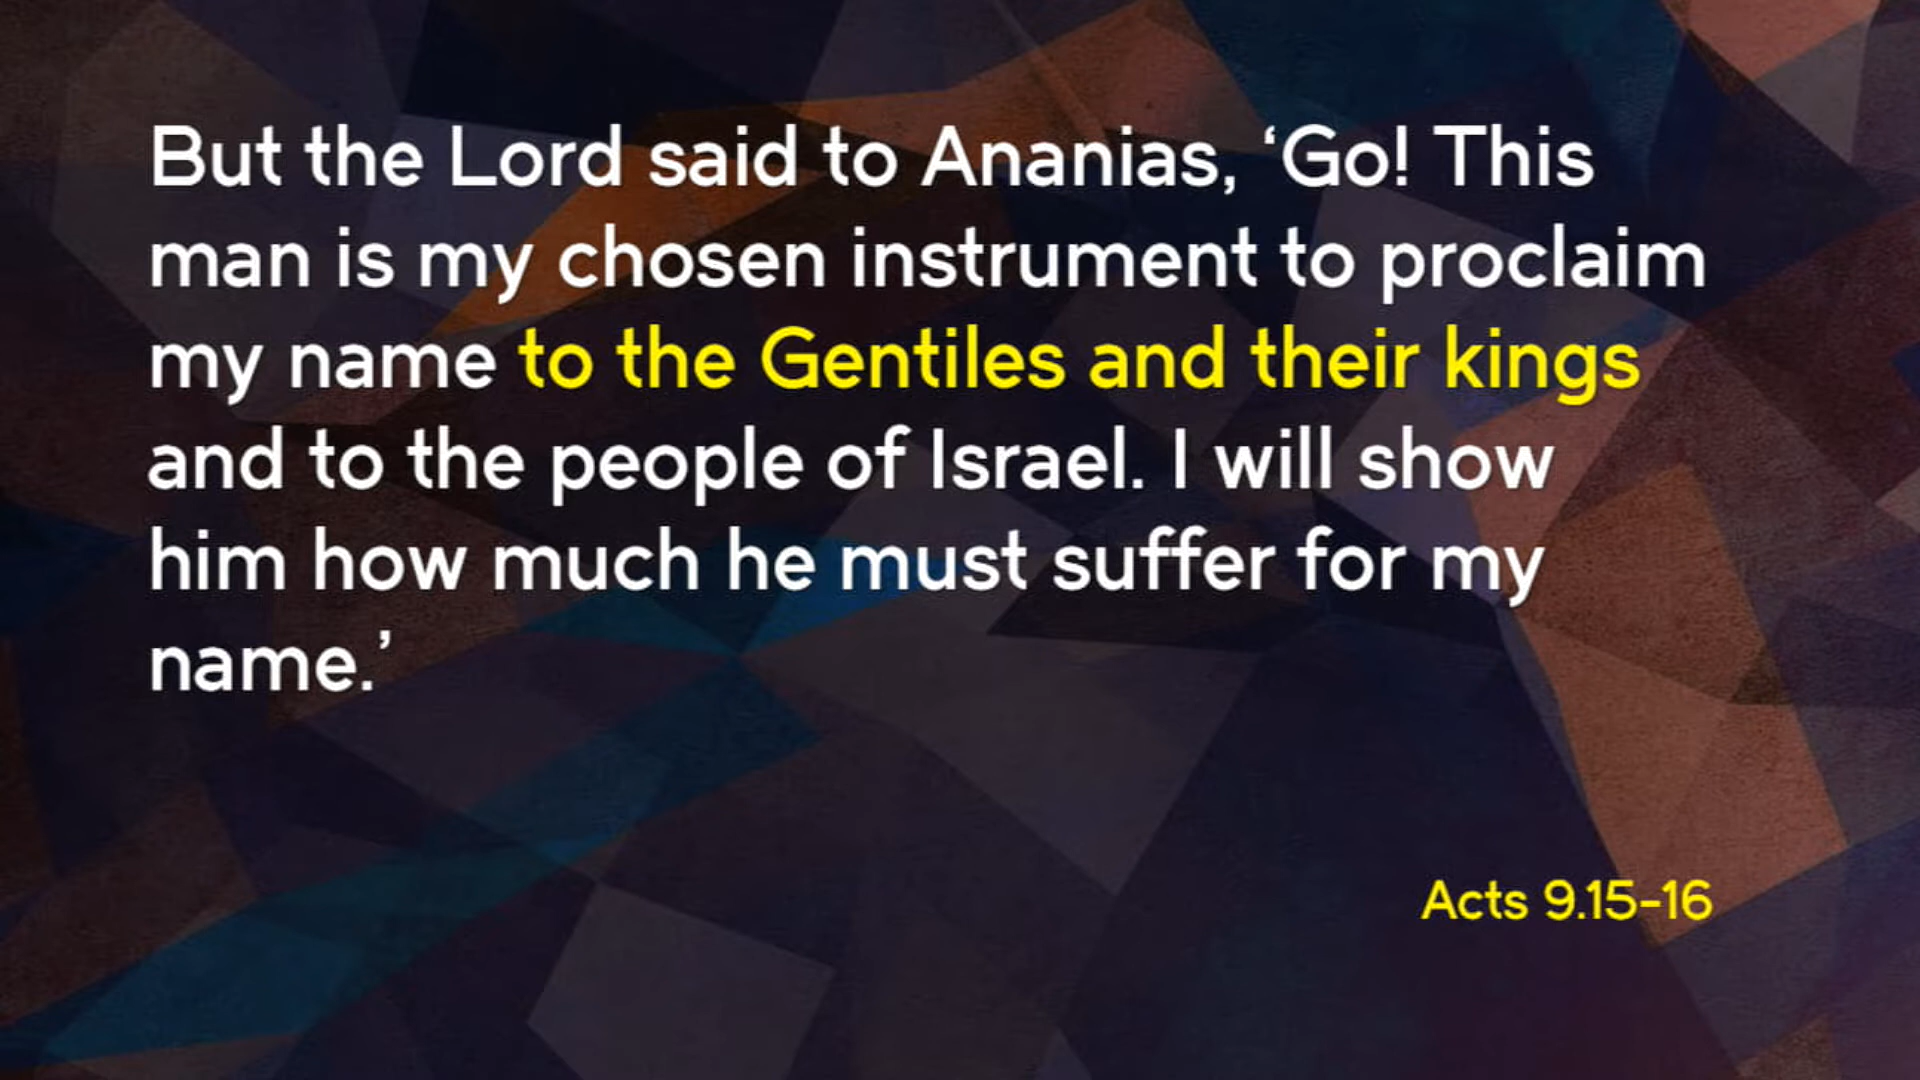 But the Lord said to Ananias, ‘Go! This
man is my chosen instrument to proclaim
my name to the Gentiles and their kings
and to the people of Israel. I will show
him how much he must suffer for my
name.’
Acts 9.15-16